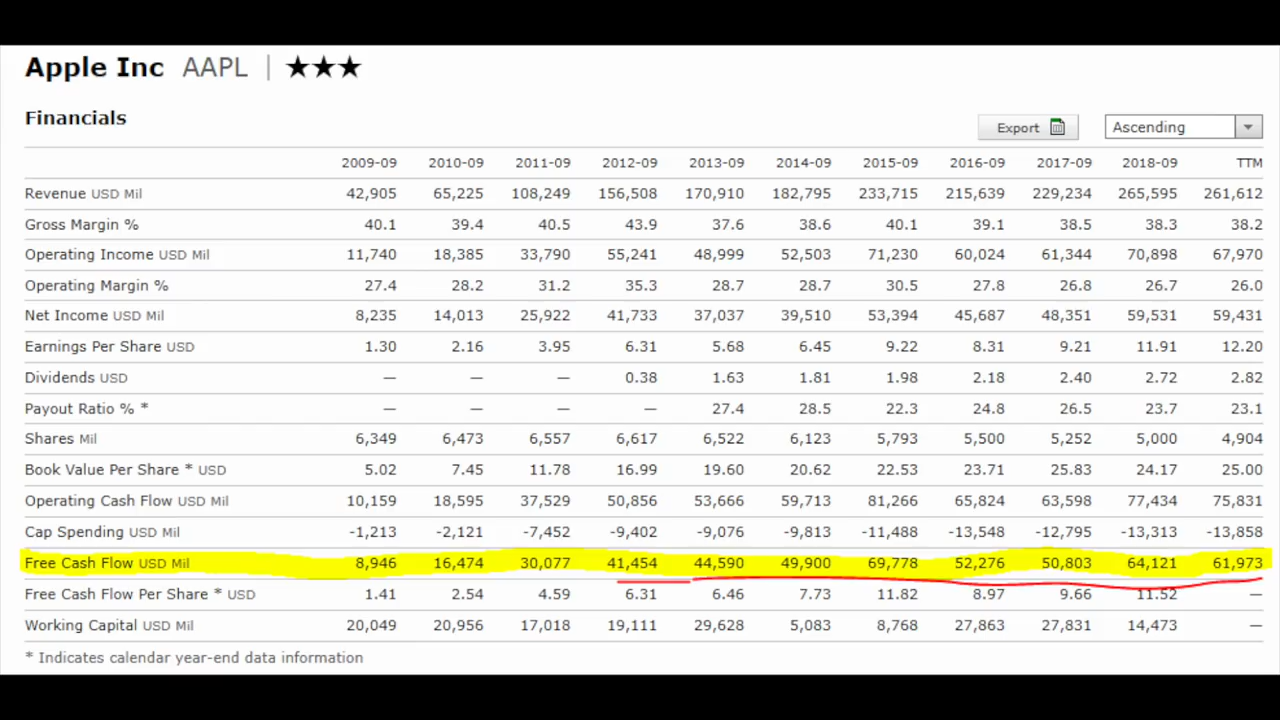 Apple Inc AAPL | ★★★
Financials
Export Ascending
2009-09 2010-09 2011-09 2012-09 2013-09 2014-09 2015-09 2016-09 2017-09 2018-09 TTM
Revenue USD Mil 42,905 65,225 108,249 156,508 170,910 182,795 233,715 215,639 229,234 265,595 261,612
Gross Margin % 40.1 39.4 40.5 43.9 37.6 38.6 40.1 39.1 38.5 38.3 38.2
Operating Income USD Mil 11,740 18,385 33,790 55,241 48,999 52,503 71,230 60,024 61,344 70,898 67,970
Operating Margin % 27.4 28.2 31.2 35.3 28.7 28.7 30.5 27.8 26.8 26.7 26.0
Net Income USD Mil 8,235 14,013 25,922 41,733 37,037 39,510 53,394 45,687 48,351 59,531 59,431
Earnings Per Share USD 1.30 2.16 3.95 6.31 5.68 6.45 9.22 8.31 9.21 11.91 12.20
Dividends USD — — — 0.38 1.63 1.81 1.98 2.18 2.40 2.72 2.82
Payout Ratio % * — — — — 27.4 28.5 22.3 24.8 26.5 23.7 23.1
Shares Mil 6,349 6,473 6,557 6,617 6,522 6,123 5,793 5,500 5,252 5,000 4,904
Book Value Per Share * USD 5.02 7.45 11.78 16.99 19.60 20.62 22.53 23.71 25.83 24.17 25.00
Operating Cash Flow USD Mil 10,159 18,595 37,529 50,856 53,666 59,713 81,266 65,824 63,598 77,434 75,831
Cap Spending USD Mil -1,213 -2,121 -7,452 -9,402 -9,076 -9,813 -11,488 -13,548 -12,795 -13,313 -13,858
Free Cash Flow USD Mil 8,946 16,474 30,077 41,454 44,590 49,900 69,778 52,276 50,803 64,121 61,973
Free Cash Flow Per Share * USD 1.41 2.54 4.59 6.31 6.46 7.73 11.82 8.97 9.66 11.52 —
Working Capital USD Mil 20,049 20,956 17,018 19,111 29,628 5,083 8,768 27,863 27,831 14,473 —
* Indicates calendar year-end data information